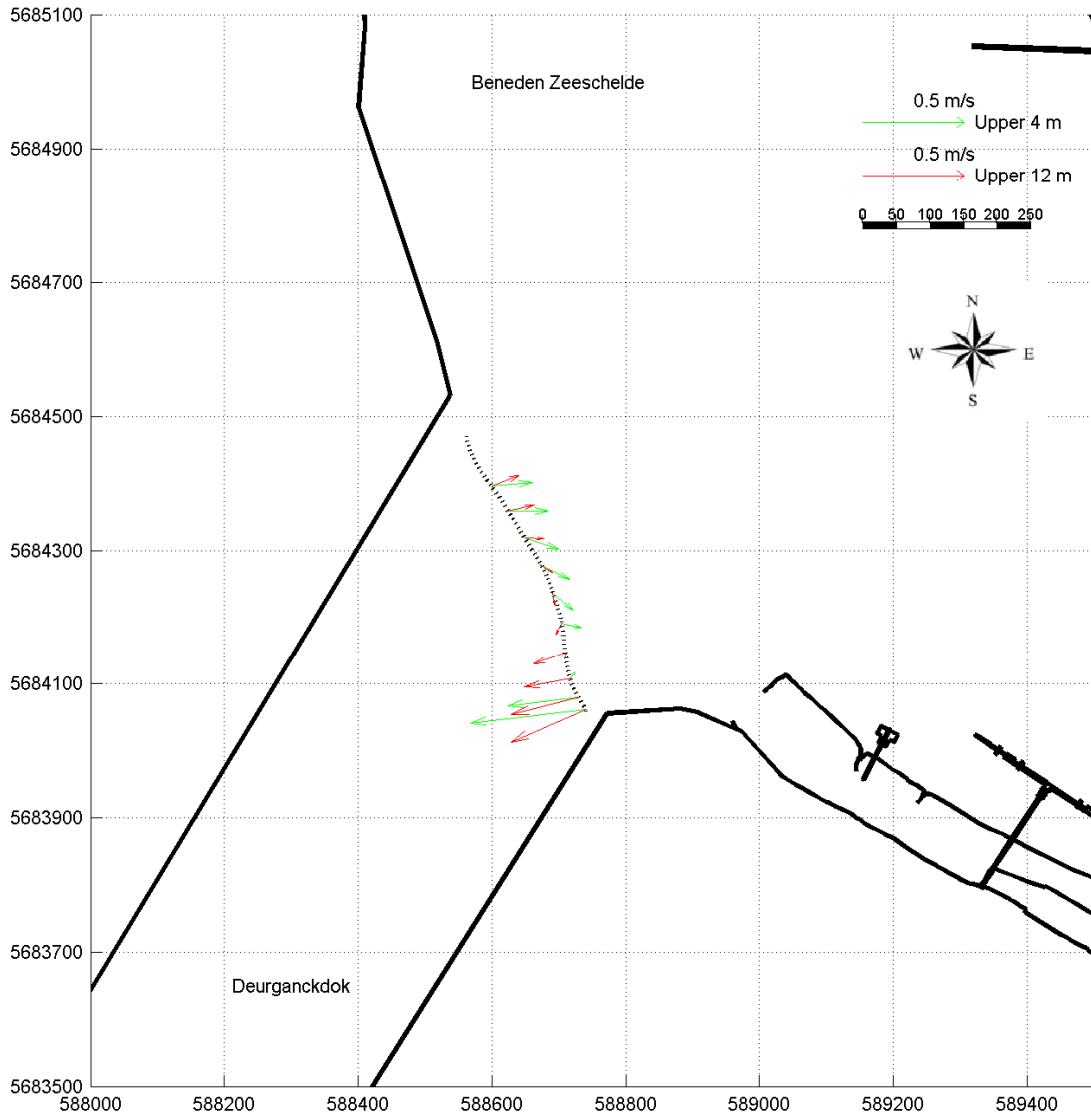 5685100
Beneden Zeeschelde
0.5 m/s
Upper 4 m
5684900
0.5 m/s
Upper 12 m
0 50 100 150 200 250
5684700
N
W E
S
5684500
5684300
5684100
5683900
5683700
Deurganckdok
5683500
588000 588200 588400 588600 588800 589000 589200 589400